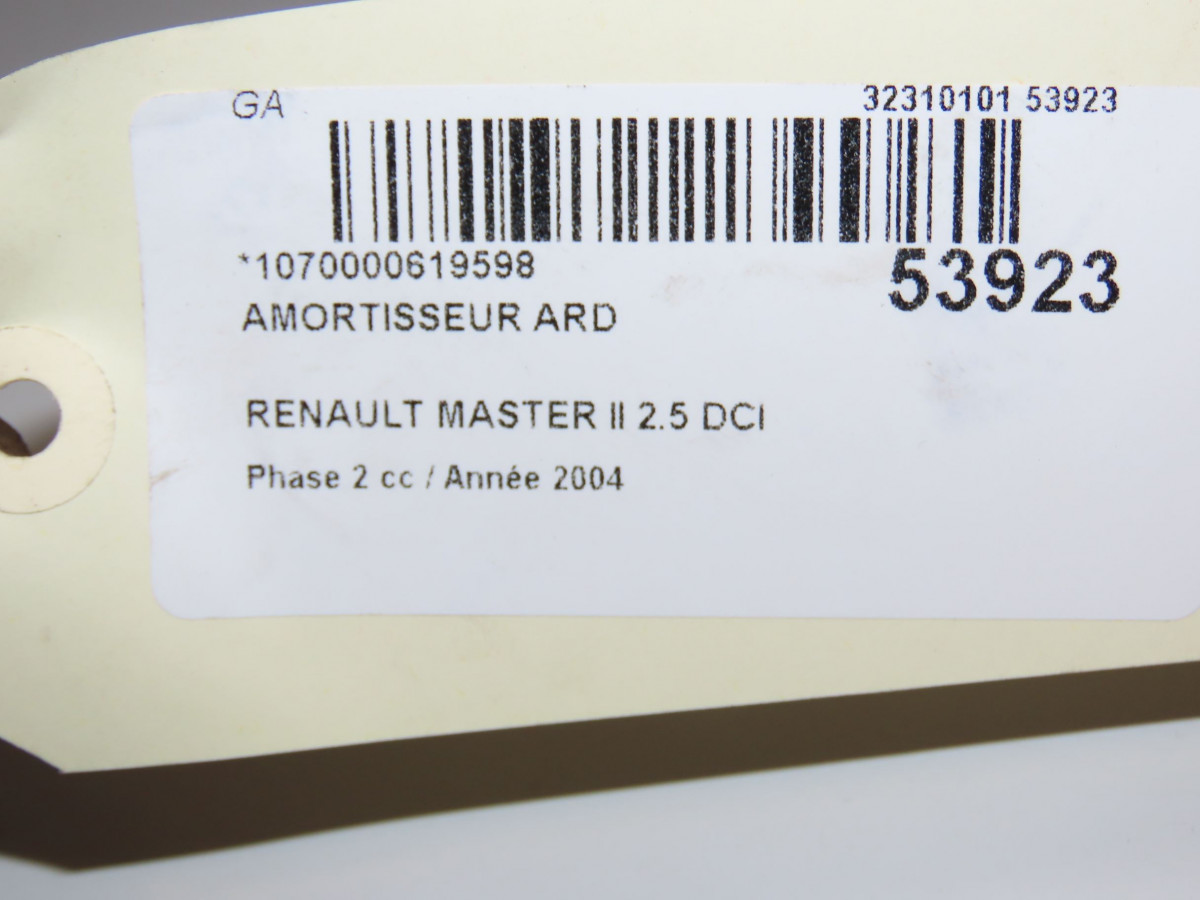 GA 32310101 53923
*1070000619598
53923
AMORTISSEUR ARD
RENAULT MASTER II 2.5 DCI
Phase 2 cc / Année 2004